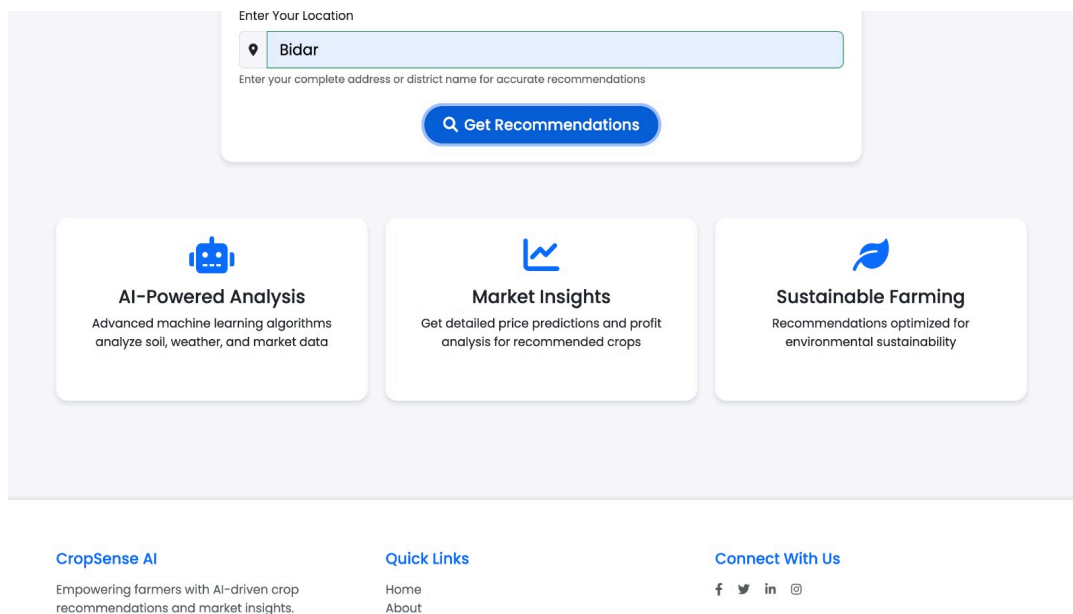 Enter Your Location
Bidar
Enter your complete address or district name for accurate recommendations
Get Recommendations
AI-Powered Analysis
Advanced machine learning algorithms
analyze soil, weather, and market data
Market Insights
Get detailed price predictions and profit
analysis for recommended crops
Sustainable Farming
Recommendations optimized for
environmental sustainability
CropSense AI
Empowering farmers with AI-driven crop
recommendations and market insights.
Quick Links
Home
About
Connect With Us